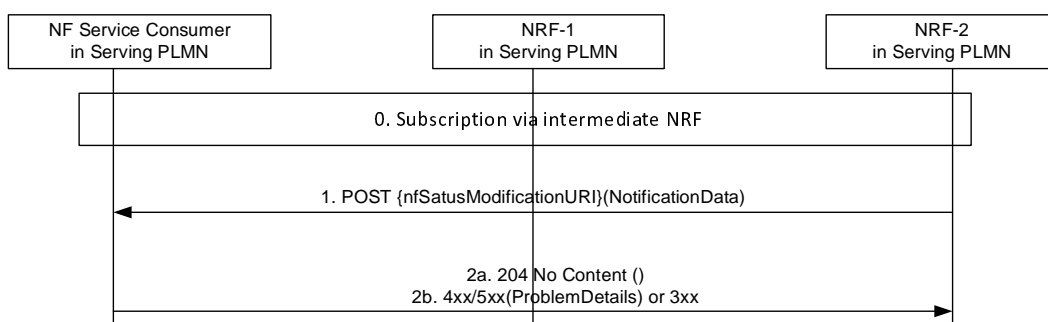 NF Service Consumer
in Serving PLMN
NRF-1
in Serving PLMN
NRF-2
in Serving PLMN
0. Subscription via intermediate NRF
1. POST {nfSatusModificationURI}(NotificationData)
2a. 204 No Content ()
2b. 4xx/5xx(ProblemDetails) or 3xx